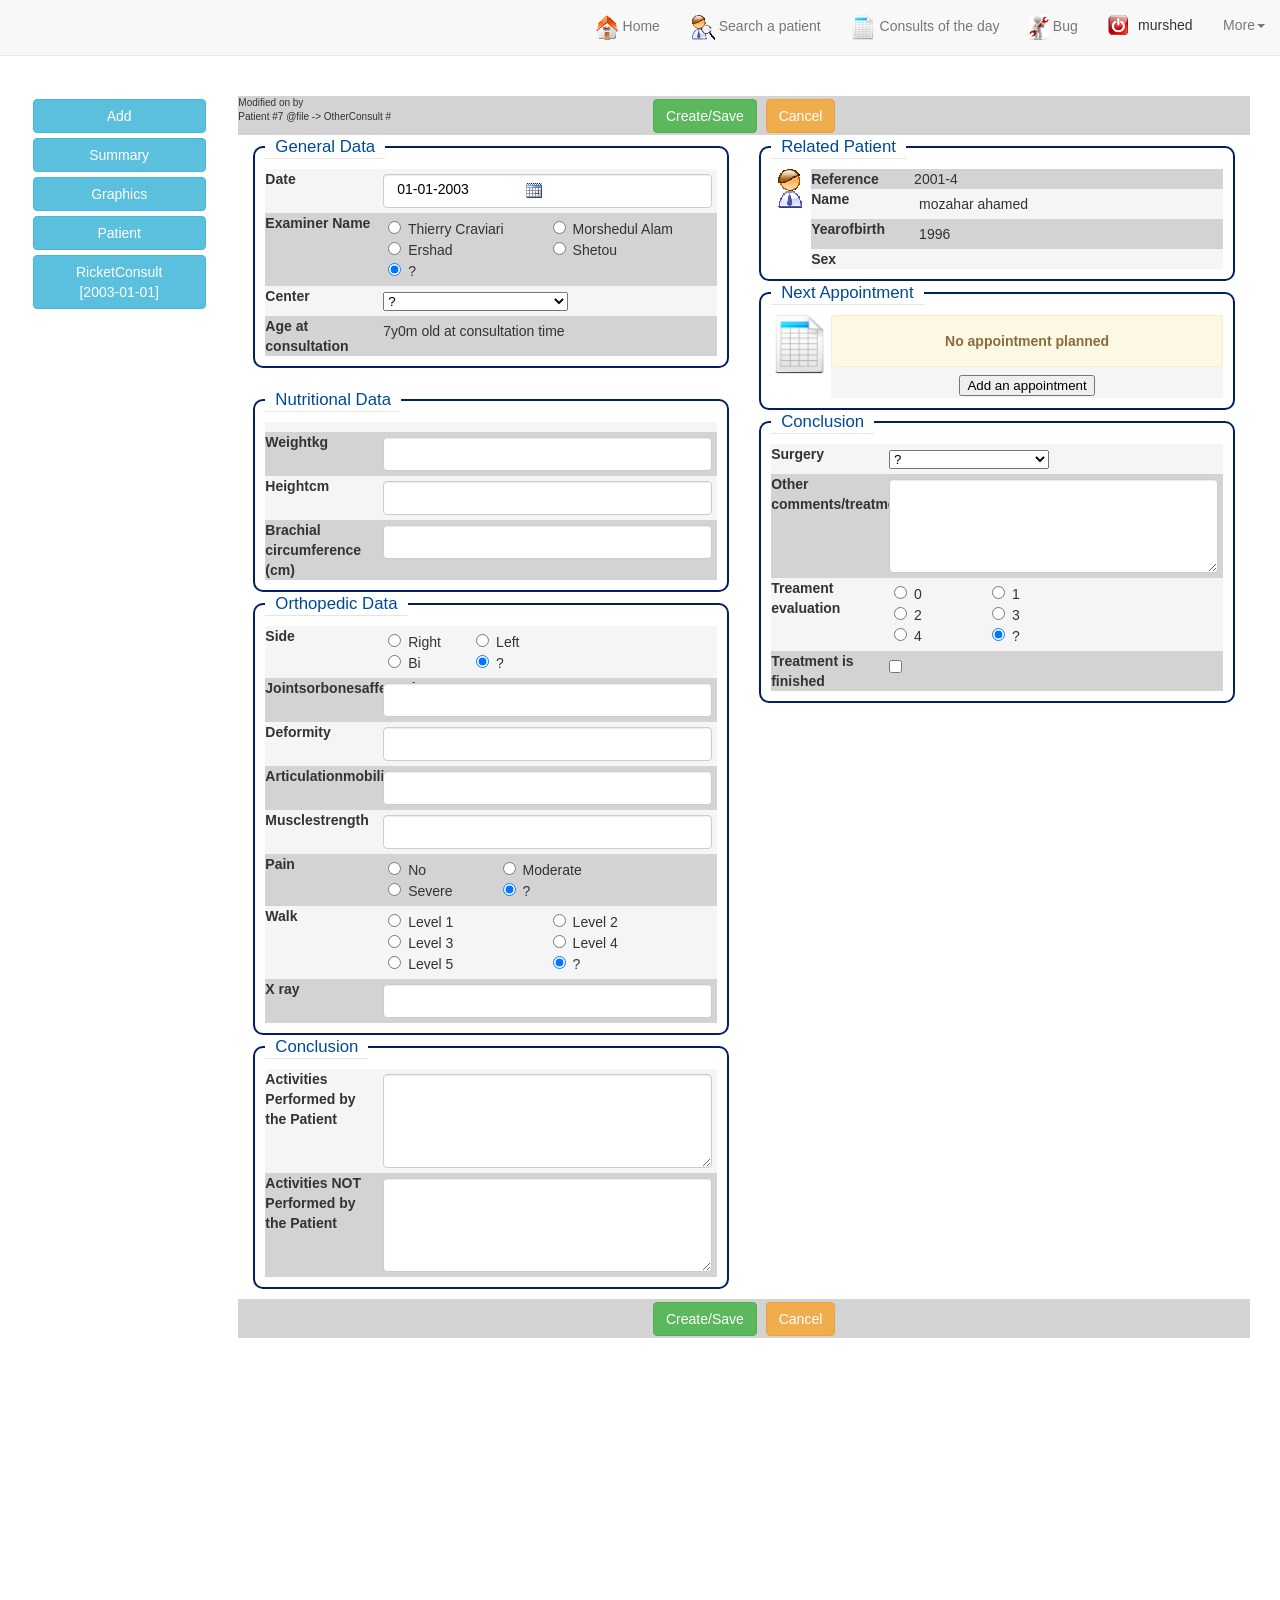 Home Search a patient Consults of the day Bug murshed More
Add
Summary
Graphics
Patient
RicketConsult
[2003-01-01]
Modified on by
Patient #7 @file -> OtherConsult #
Create/Save Cancel
General Data
Date 01-01-2003
Examiner Name Thierry Craviari Morshedul Alam
Ershad Shetou
?
Center ?
Age at
consultation
7y0m old at consultation time
Nutritional Data
Weightkg
Heightcm
Brachial
circumference
(cm)
Orthopedic Data
Side Right Left
Bi ?
Jointsorbonesaffe
Deformity
Articulationmobili
Musclestrength
Pain No Moderate
Severe ?
Walk Level 1 Level 2
Level 3 Level 4
Level 5 ?
X ray
Conclusion
Activities
Performed by
the Patient
Activities NOT
Performed by
the Patient
Related Patient
Reference 2001-4
Name mozahar ahamed
Yearofbirth 1996
Sex
Next Appointment
No appointment planned
Add an appointment
Conclusion
Surgery ?
Other
comments/treatme
Treament
evaluation
0 1
2 3
4 ?
Treatment is
finished
Create/Save Cancel